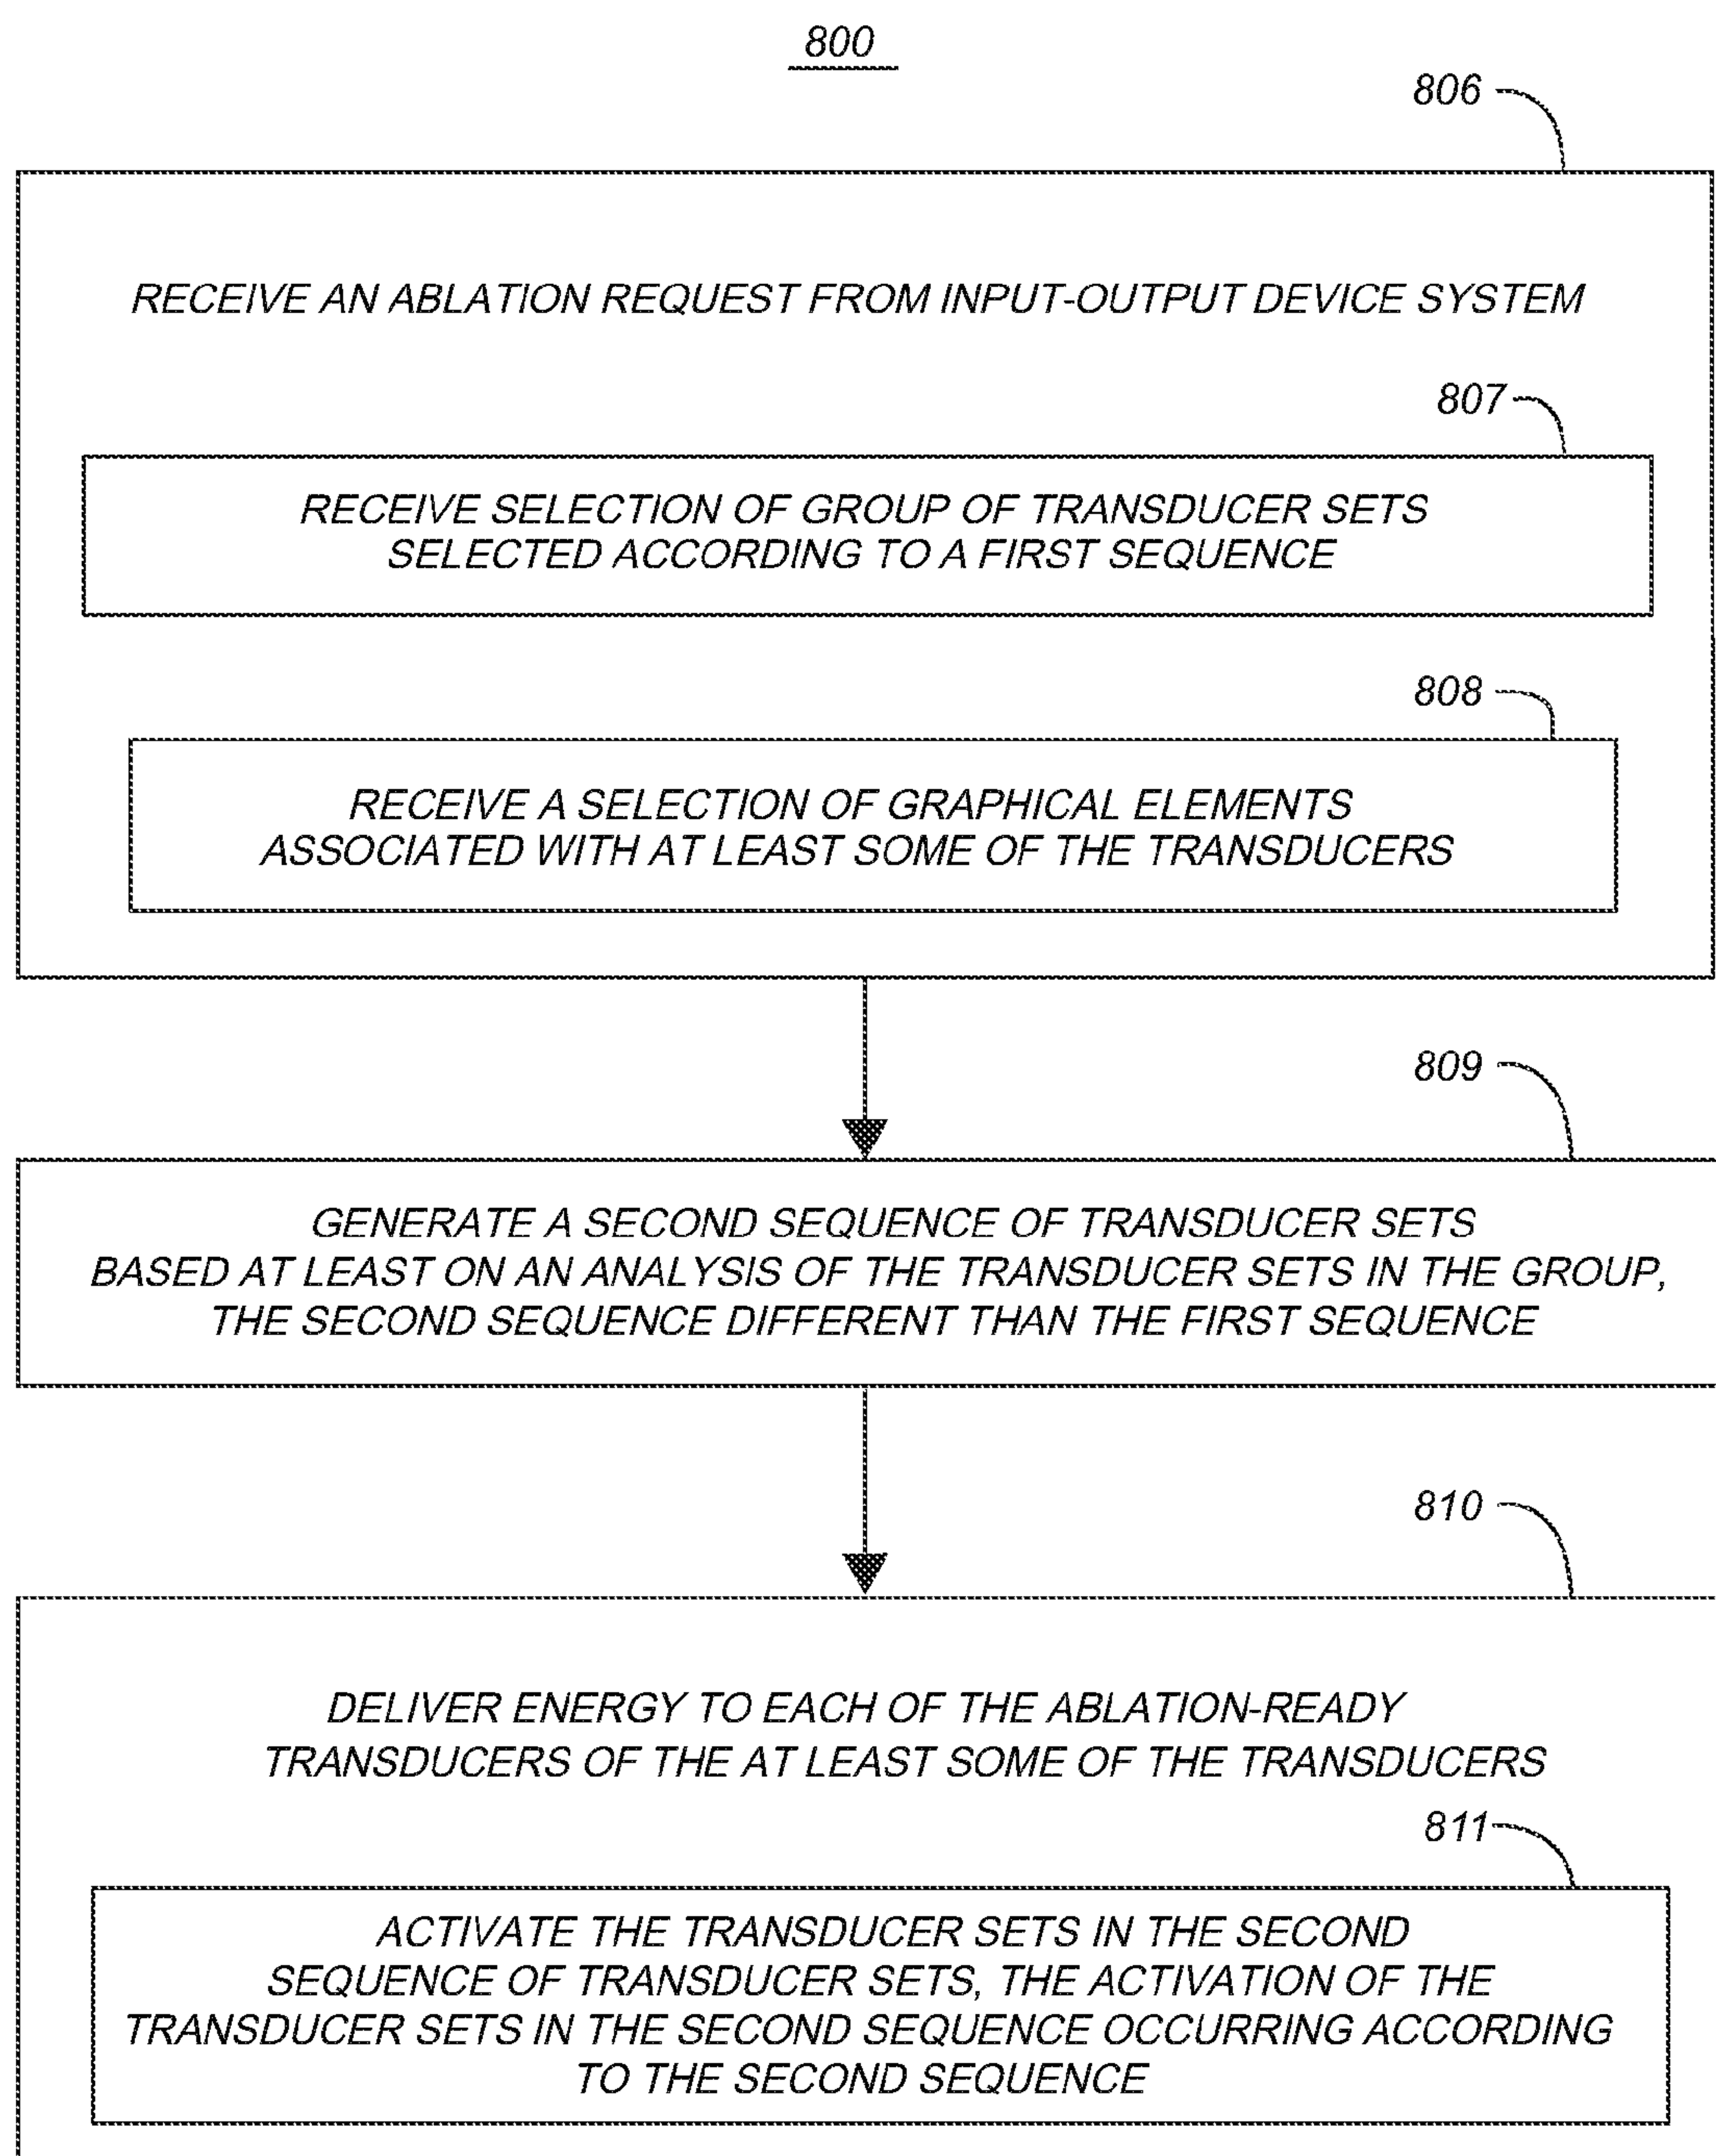 800
806
RECEIVE AN ABLATION REQUEST FROM INPUT-OUTPUT DEVICE SYSTEM
807
RECEIVE SELECTION OF GROUP OF TRANSDUCER SETS
SELECTED ACCORDING TO A FIRST SEQUENCE
808
RECEIVE A SELECTION OF GRAPHICAL ELEMENTS
ASSOCIATED WITH AT LEAST SOME OF THE TRANSDUCERS
809
GENERATE A SECOND SEQUENCE OF TRANSDUCER SETS
BASED AT LEAST ON AN ANALYSIS OF THE TRANSDUCER SETS IN THE GROUP,
THE SECOND SEQUENCE DIFFERENT THAN THE FIRST SEQUENCE
810
DELIVER ENERGY TO EACH OF THE ABLATION-READY
TRANSDUCERS OF THE AT LEAST SOME OF THE TRANSDUCERS
811
ACTIVATE THE TRANSDUCER SETS IN THE SECOND
SEQUENCE OF TRANSDUCER SETS, THE ACTIVATION OF THE
TRANSDUCER SETS IN THE SECOND SEQUENCE OCCURRING ACCORDING
TO THE SECOND SEQUENCE